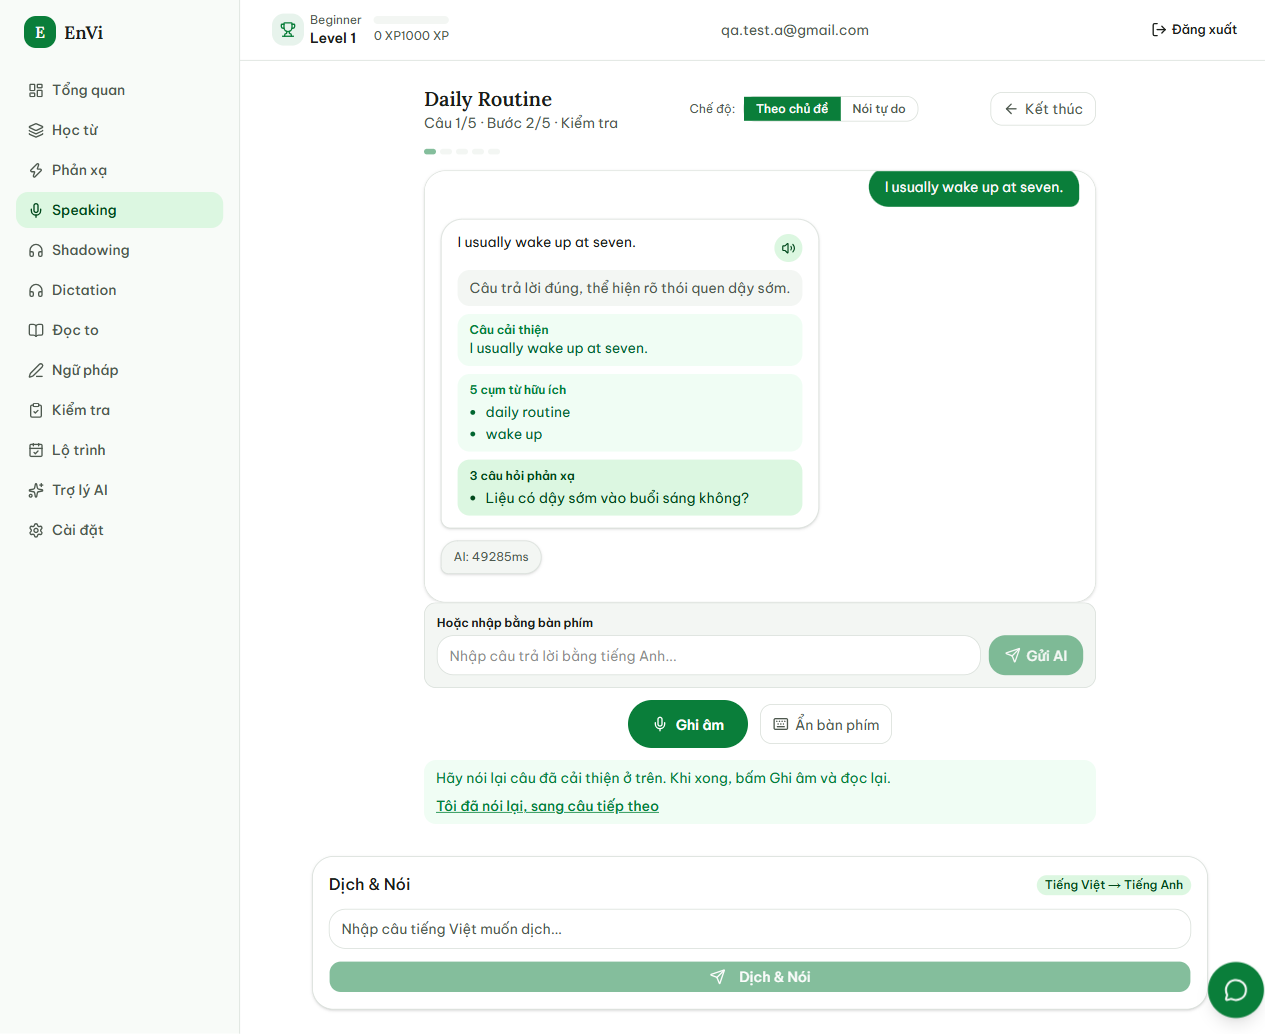 E EnVi
Beginner
Level 1
0 XP1000 XP
qa.test.a@gmail.com
Đăng xuất
Tổng quan
Học từ
Phản xạ
Speaking
Shadowing
Dictation
Đọc to
Ngữ pháp
Kiểm tra
Lộ trình
Trợ lý AI
Cài đặt
Daily Routine
Câu 1/5 · Bước 2/5 · Kiểm tra
Chế độ: Theo chủ đề Nói tự do
Kết thúc
I usually wake up at seven.
I usually wake up at seven.
Câu trả lời đúng, thể hiện rõ thói quen dậy sớm.
Câu cải thiện
I usually wake up at seven.
5 cụm từ hữu ích
• daily routine
• wake up
3 câu hỏi phản xạ
• Liệu có dậy sớm vào buổi sáng không?
AI: 49285ms
Hoặc nhập bằng bàn phím
Nhập câu trả lời bằng tiếng Anh...
Gửi AI
Ghi âm
Ẩn bàn phím
Hãy nói lại câu đã cải thiện ở trên. Khi xong, bấm Ghi âm và đọc lại.
Tôi đã nói lại, sang câu tiếp theo
Dịch & Nói
Tiếng Việt → Tiếng Anh
Nhập câu tiếng Việt muốn dịch...
Dịch & Nói